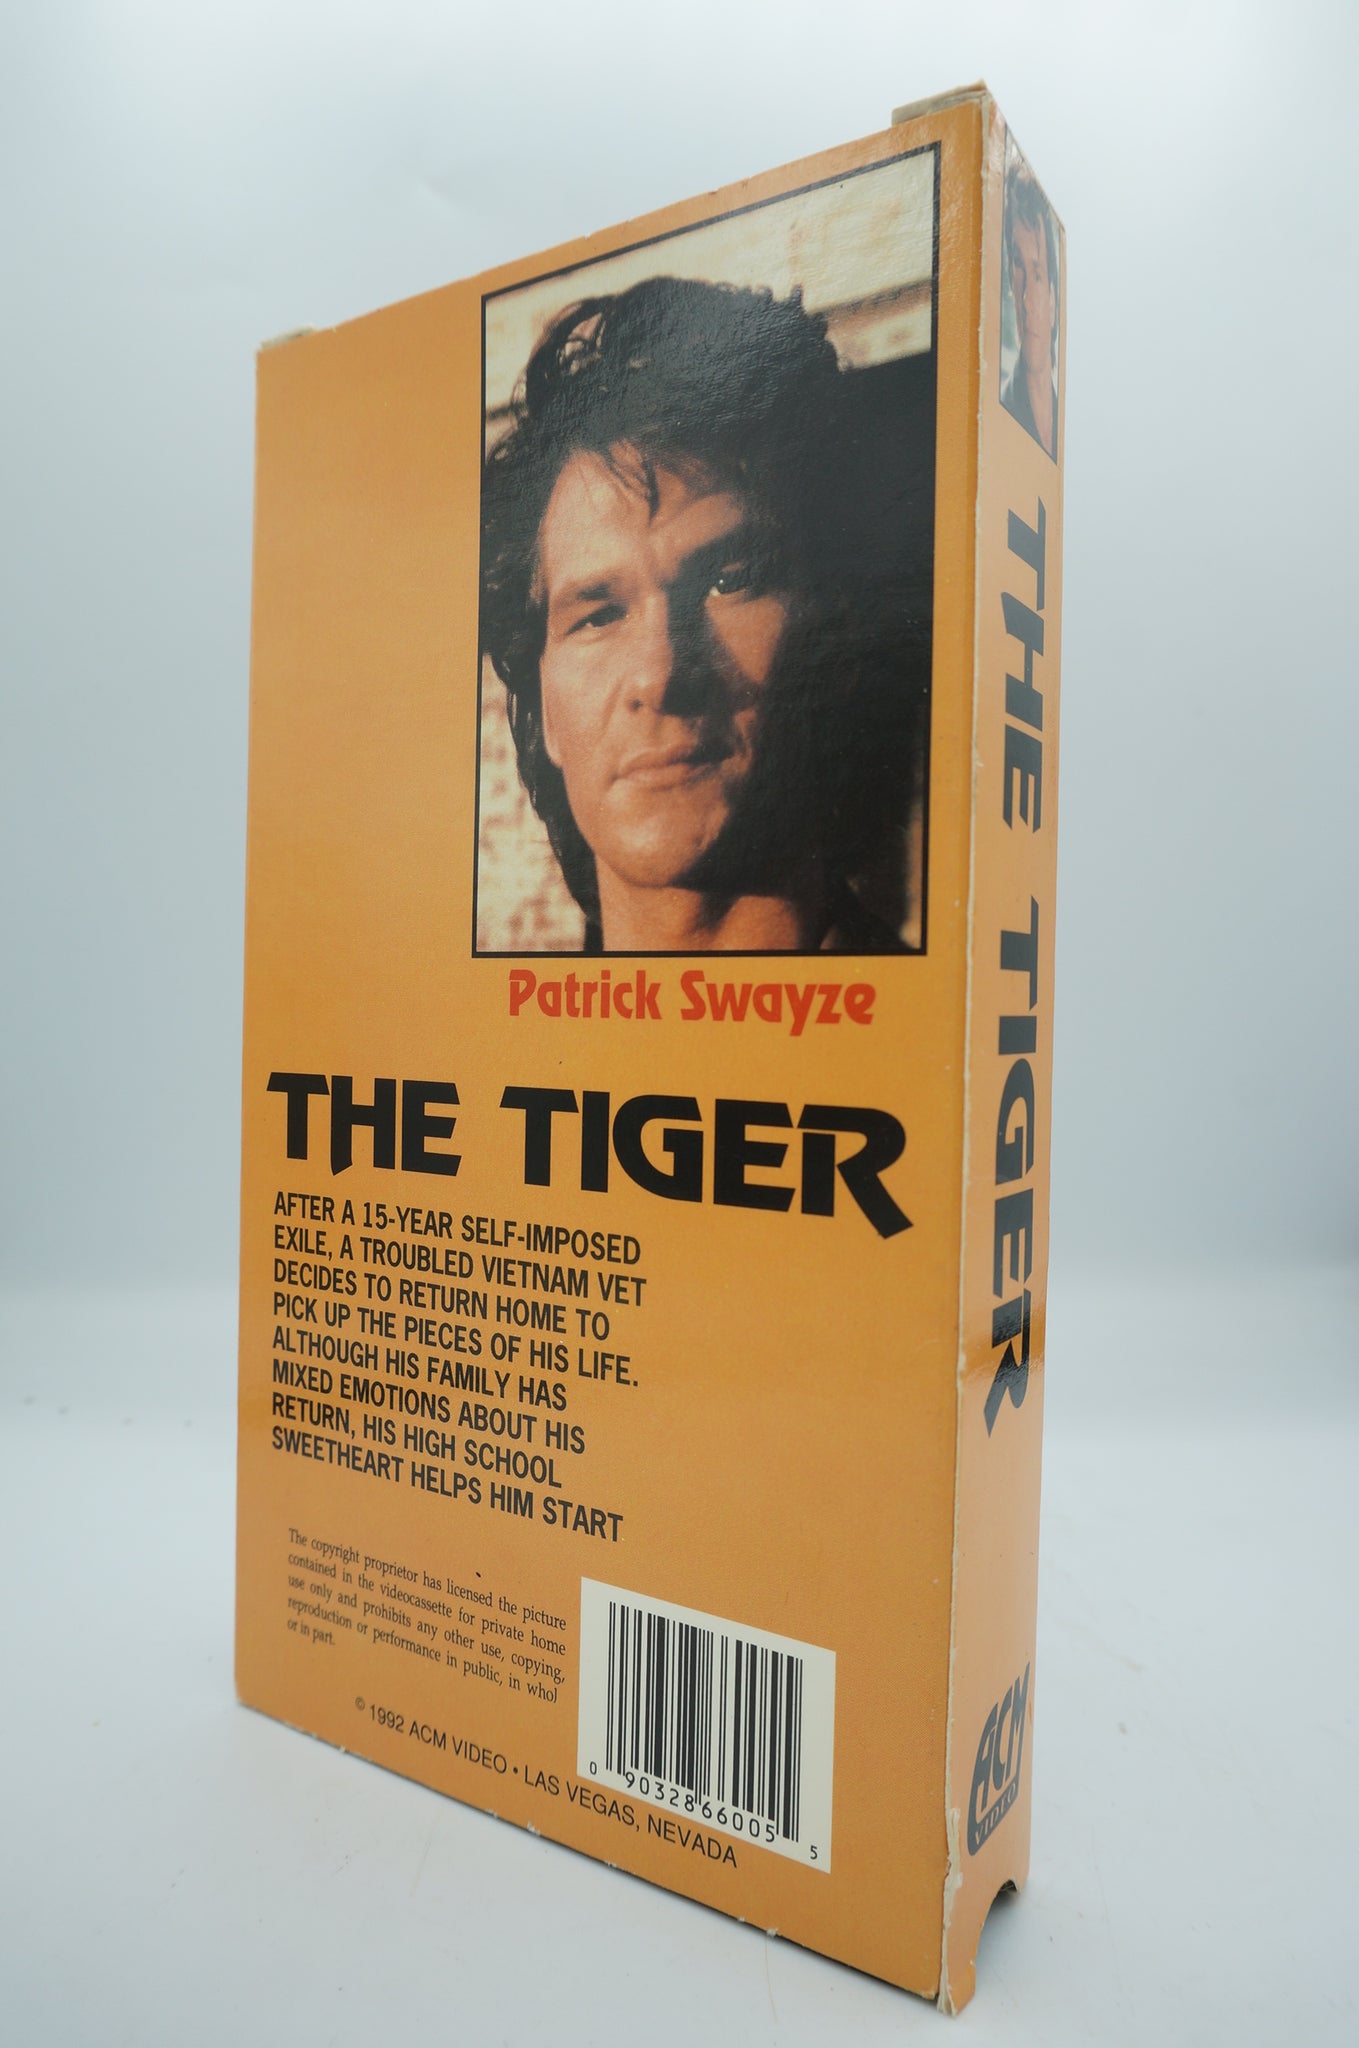 Patrick Swayze
THE TIGER
AFTER A 15-YEAR SELF-IMPOSED
EXILE, A TROUBLED VIETNAM VET
DECIDES TO RETURN HOME TO
PICK UP THE PIECES OF HIS LIFE.
ALTHOUGH HIS FAMILY HAS
MIXED EMOTIONS ABOUT HIS
RETURN, HIS HIGH SCHOOL
SWEETHEART HELPS HIM START
The copyright proprietor has licensed the picture
contained in the videocassette for private home
use only and prohibits any other use, copying,
reproduction or performance in public, in whol
or in part.
© 1992 ACM VIDEO • LAS VEGAS, NEVADA
0 90328 66005 5
THE TIGER
ACM
VIDEO